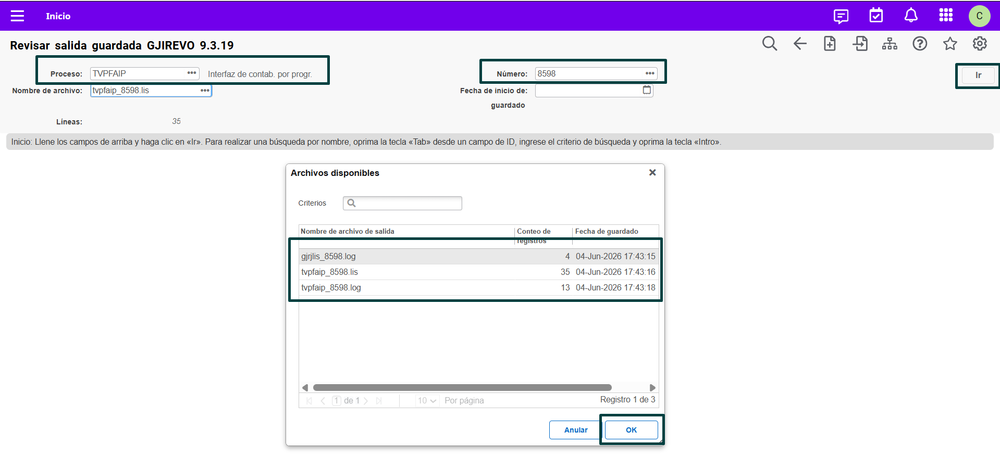 Inicio
C
Revisar salida guardada GJIREVO 9.3.19
Proceso: TVPFAIP ••• Interfaz de contab. por progr.
Número: 8598 •••
Ir
Nombre de archivo: tvpfaip_8598.lis •••
Fecha de inicio de:
guardado
Líneas: 35
Inicio: Llene los campos de arriba y haga clic en «Ir». Para realizar una búsqueda por nombre, oprima la tecla «Tab» desde un campo de ID, ingrese el criterio de búsqueda y oprima la tecla «Intro».
Archivos disponibles
Criterios
Nombre de archivo de salida Conteo de Fecha de guardado
registros
gjrjlis_8598.log 4 04-Jun-2026 17:43:15
tvpfaip_8598.lis 35 04-Jun-2026 17:43:16
tvpfaip_8598.log 13 04-Jun-2026 17:43:18
1 de 1 10 Por página Registro 1 de 3
Anular OK